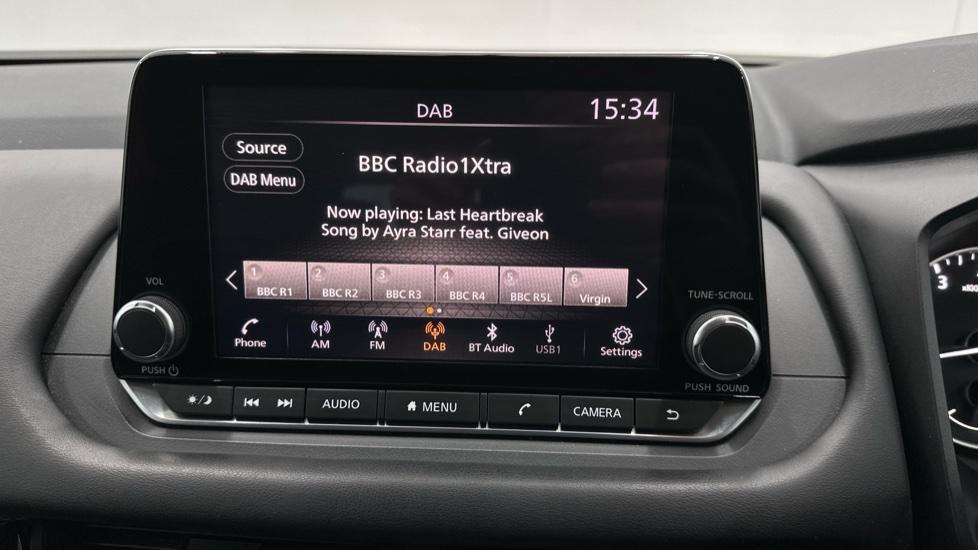 DAB
15:34
Source
DAB Menu
BBC Radio1Xtra
Now playing: Last Heartbreak
Song by Ayra Starr feat. Giveon
1 2 3 4 5 6
BBC R1 BBC R2 BBC R3 BBC R4 BBC R5L Virgin
Phone AM FM DAB BT Audio USB1 Settings
VOL
PUSH
TUNE-SCROLL
PUSH SOUND
AUDIO MENU CAMERA
3